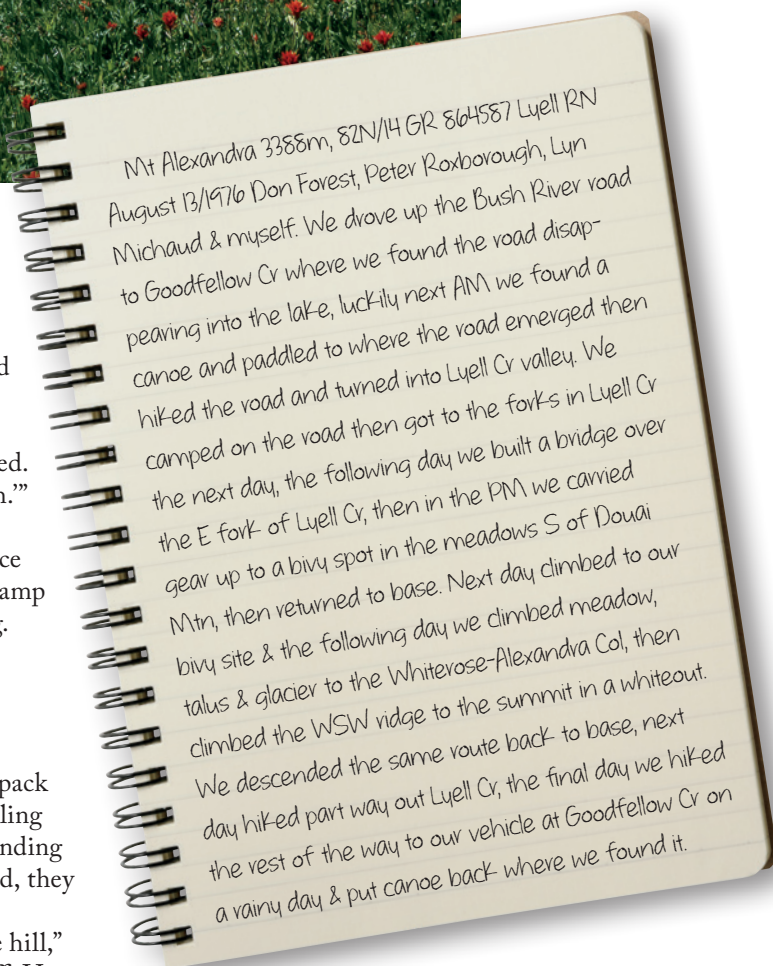 Mt Alexandra 3388m, 82N/14 GR 864587 Lyell RN
August 13/1976 Don Forest, Peter Roxborough, Lyn
Michaud & myself. We drove up the Bush River road
to Goodfellow Cr where we found the road disap-
pearing into the lake, luckily next AM we found a
canoe and paddled to where the road emerged then
hiked the road and turned into Lyell Cr valley. We
camped on the road then got to the forks in Lyell Cr
the next day, the following day we built a bridge over
the E fork of Lyell Cr, then in the PM we carried
gear up to a bivy spot in the meadows S of Douai
Mtn, then returned to base. Next day climbed to our
bivy site & the following day we climbed meadow,
talus & glacier to the Whiterose-Alexandra Col, then
climbed the WSW ridge to the summit in a whiteout.
We descended the same route back to base, next
day hiked part way out Lyell Cr, the final day we hiked
the rest of the way to our vehicle at Goodfellow Cr on
a rainy day & put canoe back where we found it.
d
ed.
n.’”
ce
amp
g.
pack
ling
nding
d, they
e hill,”